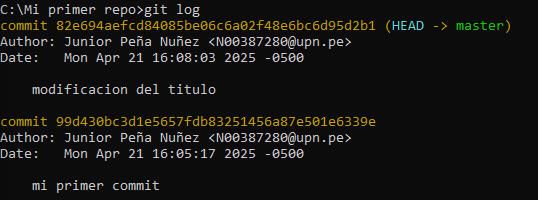 C:\Mi primer repo>git log
commit 82e694aefcd84085be06c6a02f48e6bc6d95d2b1 (HEAD -> master)
Author: Junior Peña Nuñez <N00387280@upn.pe>
Date:   Mon Apr 21 16:08:03 2025 -0500
modificacion del titulo
commit 99d430bc3d1e5657fdb83251456a87e501e6339e
Author: Junior Peña Nuñez <N00387280@upn.pe>
Date:   Mon Apr 21 16:05:17 2025 -0500
mi primer commit